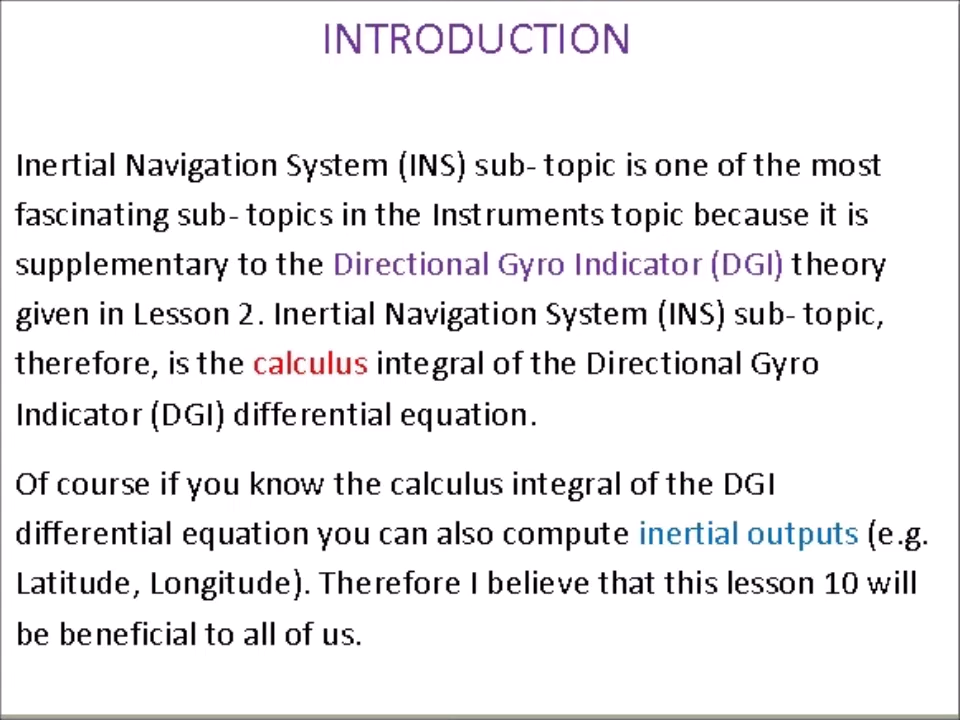 INTRODUCTION
Inertial Navigation System (INS) sub- topic is one of the most
fascinating sub- topics in the Instruments topic because it is
supplementary to the Directional Gyro Indicator (DGI) theory
given in Lesson 2. Inertial Navigation System (INS) sub- topic,
therefore, is the calculus integral of the Directional Gyro
Indicator (DGI) differential equation.
Of course if you know the calculus integral of the DGI
differential equation you can also compute inertial outputs (e.g.
Latitude, Longitude). Therefore I believe that this lesson 10 will
be beneficial to all of us.